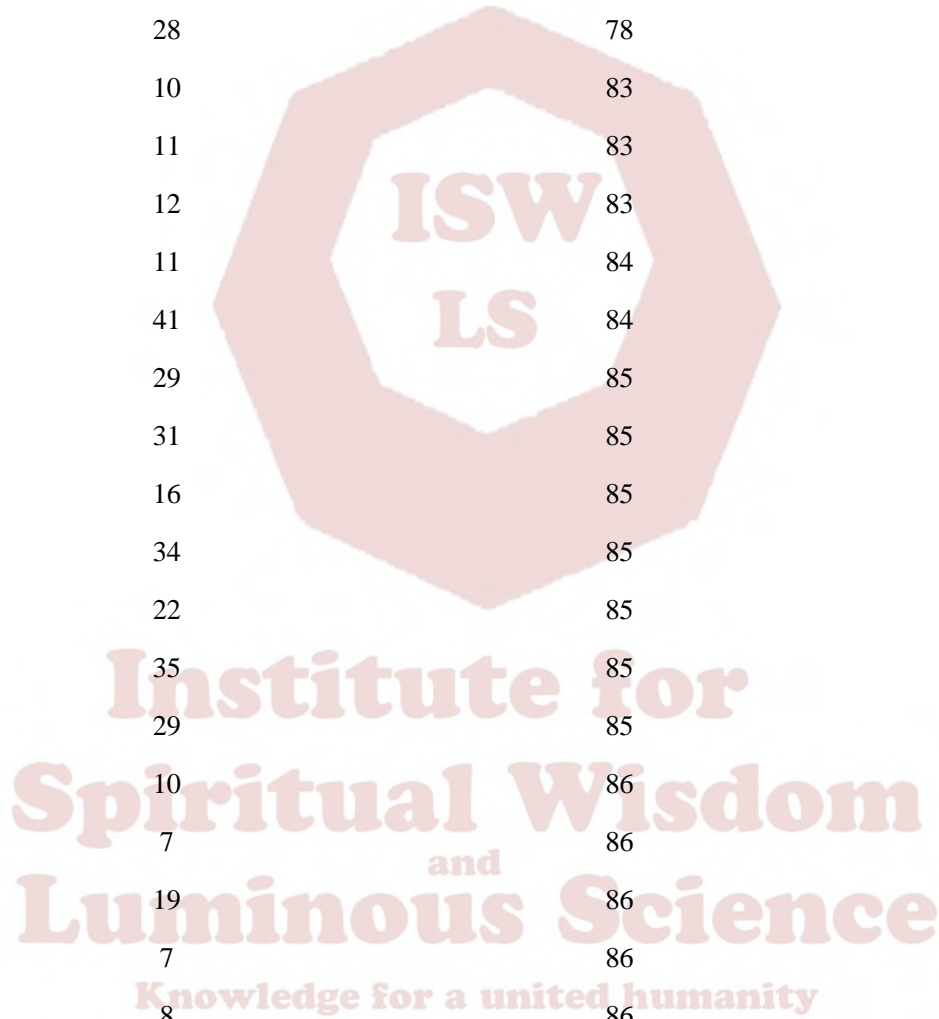 28 78
10 83
11 83
12 83
ISW
11 84
LS
41 84
29 85
31 85
16 85
34 85
22 85
35 85
Institute for
29 85
10 86
Spiritual Wisdom
7 86
and
19 86
Luminous Science
7 86
Knowledge for a united humanity
8 86